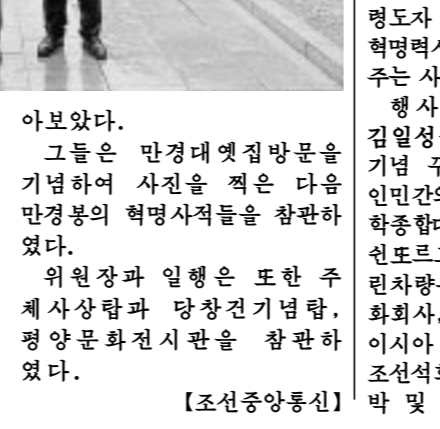 아보았다.
그들은 만경대옛집방문을
기념하여 사진을 찍은 다음
만경봉의 혁명사적들을 참관하
였다.
위원장과 일행은 또한 주
체사상탑과 당창건기념탑,
평양문화전시관을 참관하
였다.
【조선중앙통신】
령도자
혁명력사
주는 사
행사
김일성
기념
인민간의
학종합대
쉰또르
린차량
화회사,
이시아
조선석
박 및